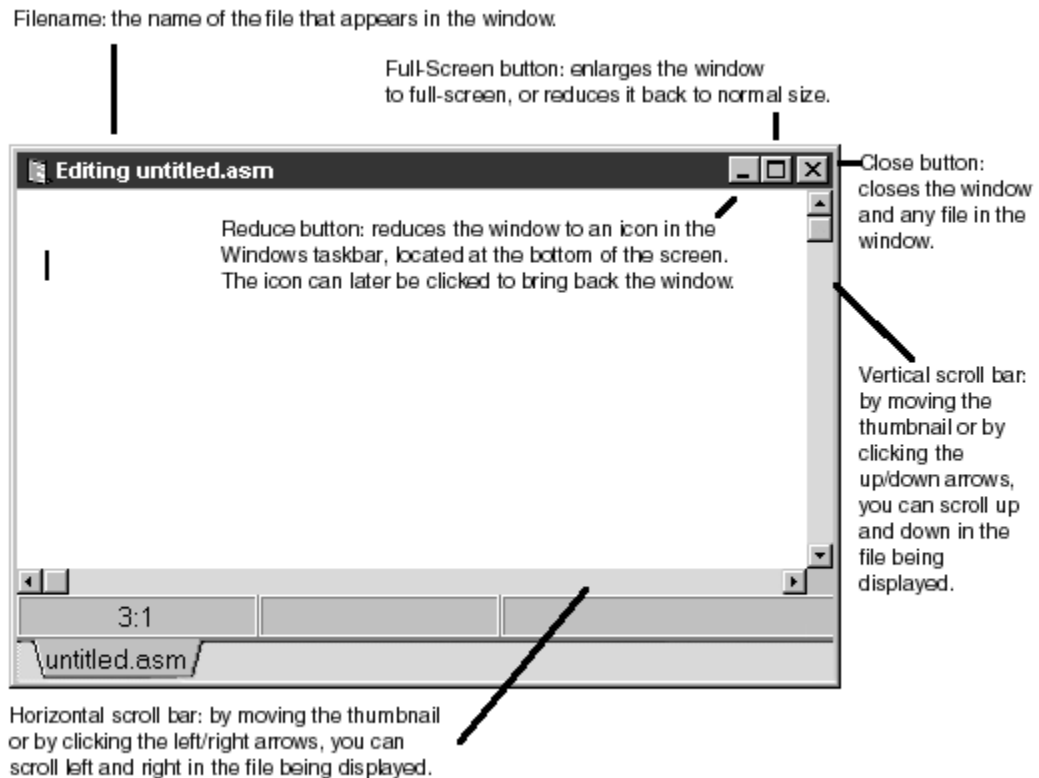 Filename: the name of the file that appears in the window.
Full-Screen button: enlarges the window
to full-screen, or reduces it back to normal size.
Editing untitled.asm
Close button:
closes the window
and any file in the
window.
Reduce button: reduces the window to an icon in the
Windows taskbar, located at the bottom of the screen.
The icon can later be clicked to bring back the window.
Vertical scroll bar:
by moving the
thumbnail or by
clicking the
up/down arrows,
you can scroll up
and down in the
file being
displayed.
3:1
untitled.asm
Horizontal scroll bar: by moving the thumbnail
or by clicking the left/right arrows, you can
scroll left and right in the file being displayed.